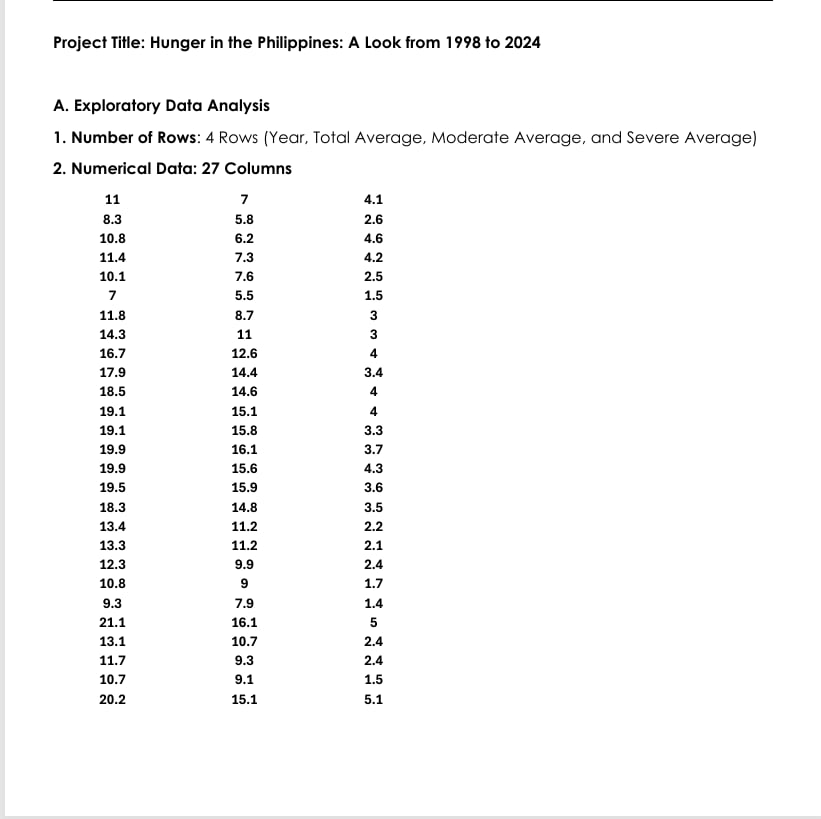 Project Title: Hunger in the Philippines: A Look from 1998 to 2024
A. Exploratory Data Analysis
1. Number of Rows: 4 Rows (Year, Total Average, Moderate Average, and Severe Average)
2. Numerical Data: 27 Columns
11 7 4.1
8.3 5.8 2.6
10.8 6.2 4.6
11.4 7.3 4.2
10.1 7.6 2.5
7 5.5 1.5
11.8 8.7 3
14.3 11 3
16.7 12.6 4
17.9 14.4 3.4
18.5 14.6 4
19.1 15.1 4
19.1 15.8 3.3
19.9 16.1 3.7
19.9 15.6 4.3
19.5 15.9 3.6
18.3 14.8 3.5
13.4 11.2 2.2
13.3 11.2 2.1
12.3 9.9 2.4
10.8 9 1.7
9.3 7.9 1.4
21.1 16.1 5
13.1 10.7 2.4
11.7 9.3 2.4
10.7 9.1 1.5
20.2 15.1 5.1